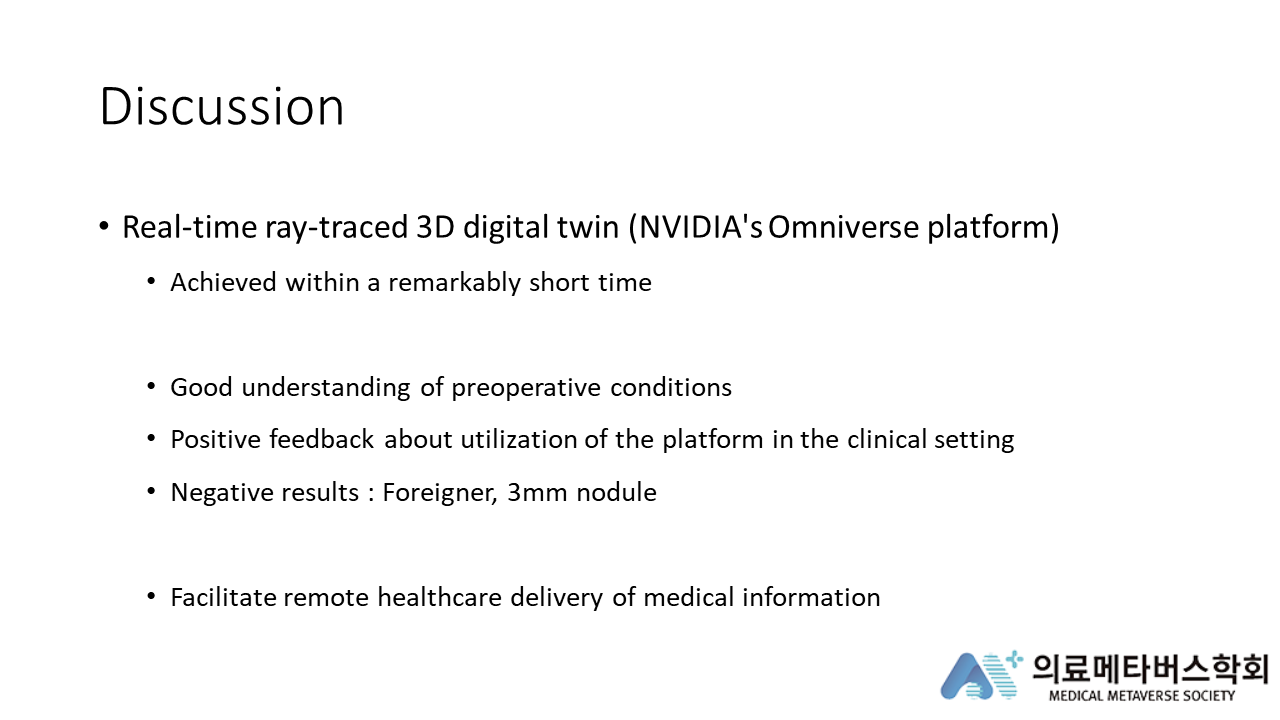 Discussion
• Real-time ray-traced 3D digital twin (NVIDIA's Omniverse platform)
• Achieved within a remarkably short time
• Good understanding of preoperative conditions
• Positive feedback about utilization of the platform in the clinical setting
• Negative results : Foreigner, 3mm nodule
• Facilitate remote healthcare delivery of medical information
의료메타버스학회
MEDICAL METAVERSE SOCIETY